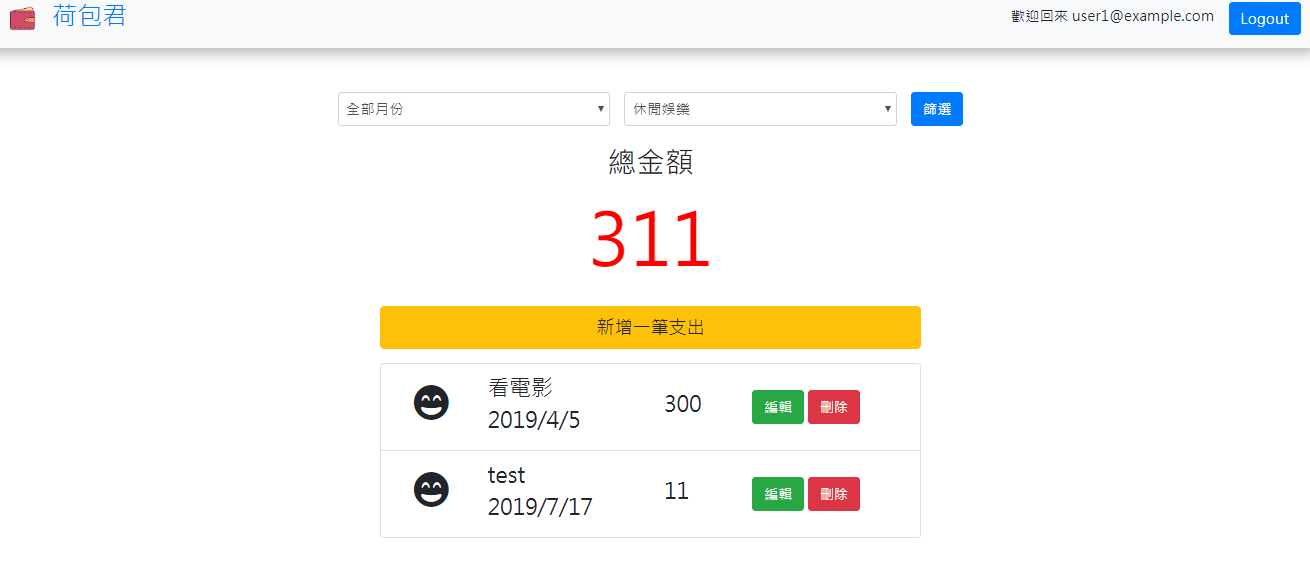 荷包君
歡迎回來 user1@example.com
Logout
全部月份
休閒娛樂
篩選
總金額
311
新增一筆支出
看電影
2019/4/5
300
編輯
刪除
test
2019/7/17
11
編輯
刪除